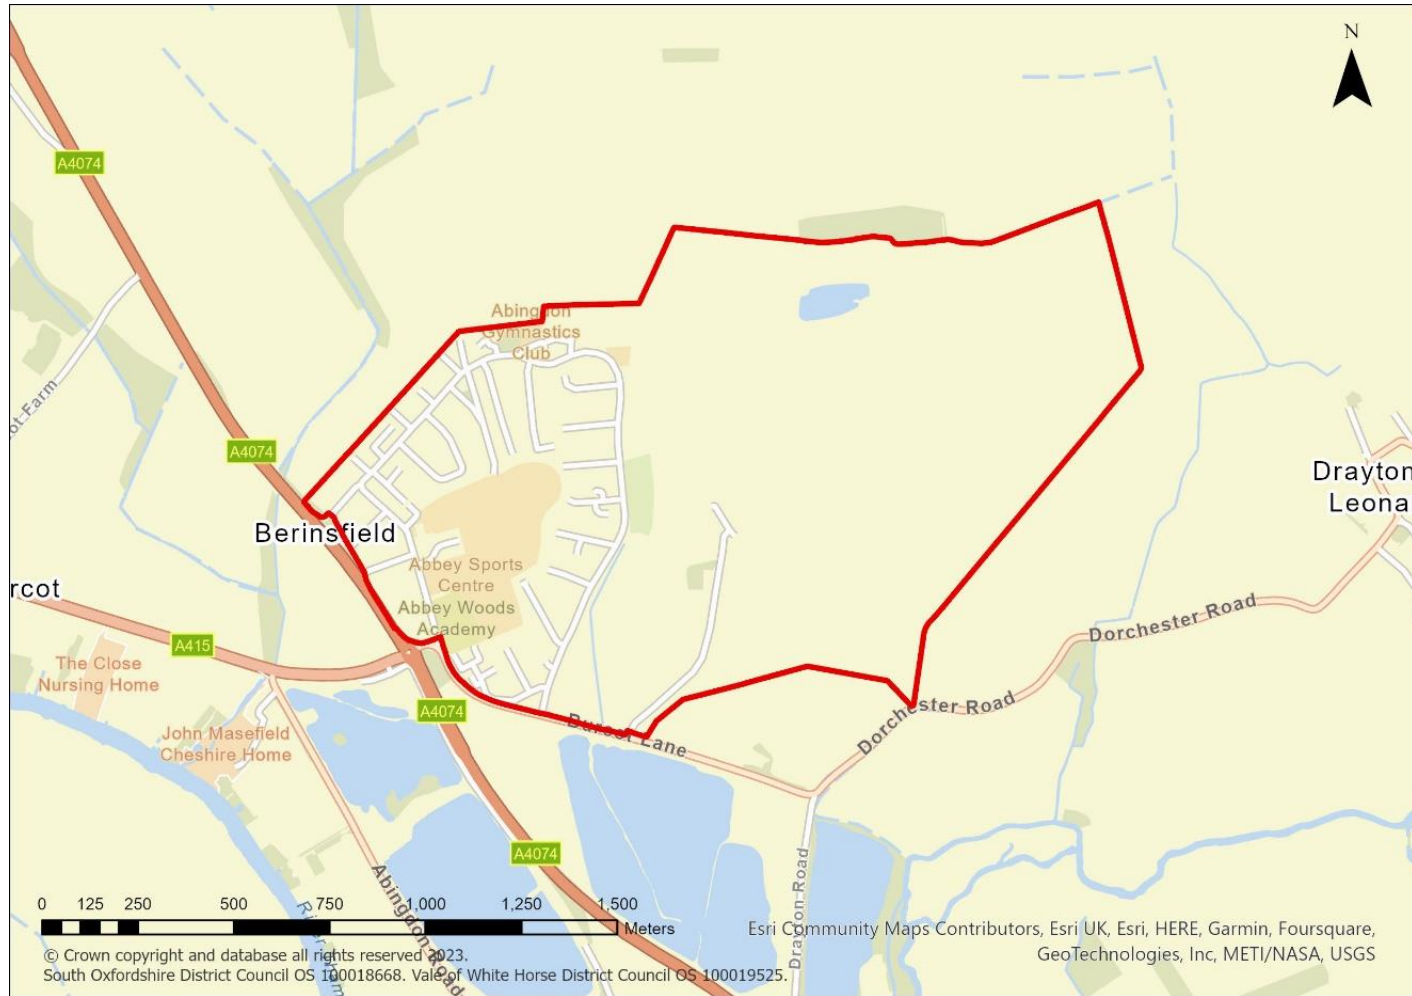 N
A4074
Abingdon
Gymnastics
Club
ot Farm
A4074
Drayton
Leona
Berinsfield
Abbey Sports
Centre
Abbey Woods
Academy
rcot
A415
Dorchester Road
The Close
Nursing Home
Dorchester Road
A4074
Burcot Lane
John Masefield
Cheshire Home
A4074
Abingdon Road
Drayton Road
0 125 250 500 750 1,000 1,250 1,500
Meters
Esri Community Maps Contributors, Esri UK, Esri, HERE, Garmin, Foursquare,
GeoTechnologies, Inc, METI/NASA, USGS
© Crown copyright and database all rights reserved 2023.
South Oxfordshire District Council OS 100018668. Vale of White Horse District Council OS 100019525.